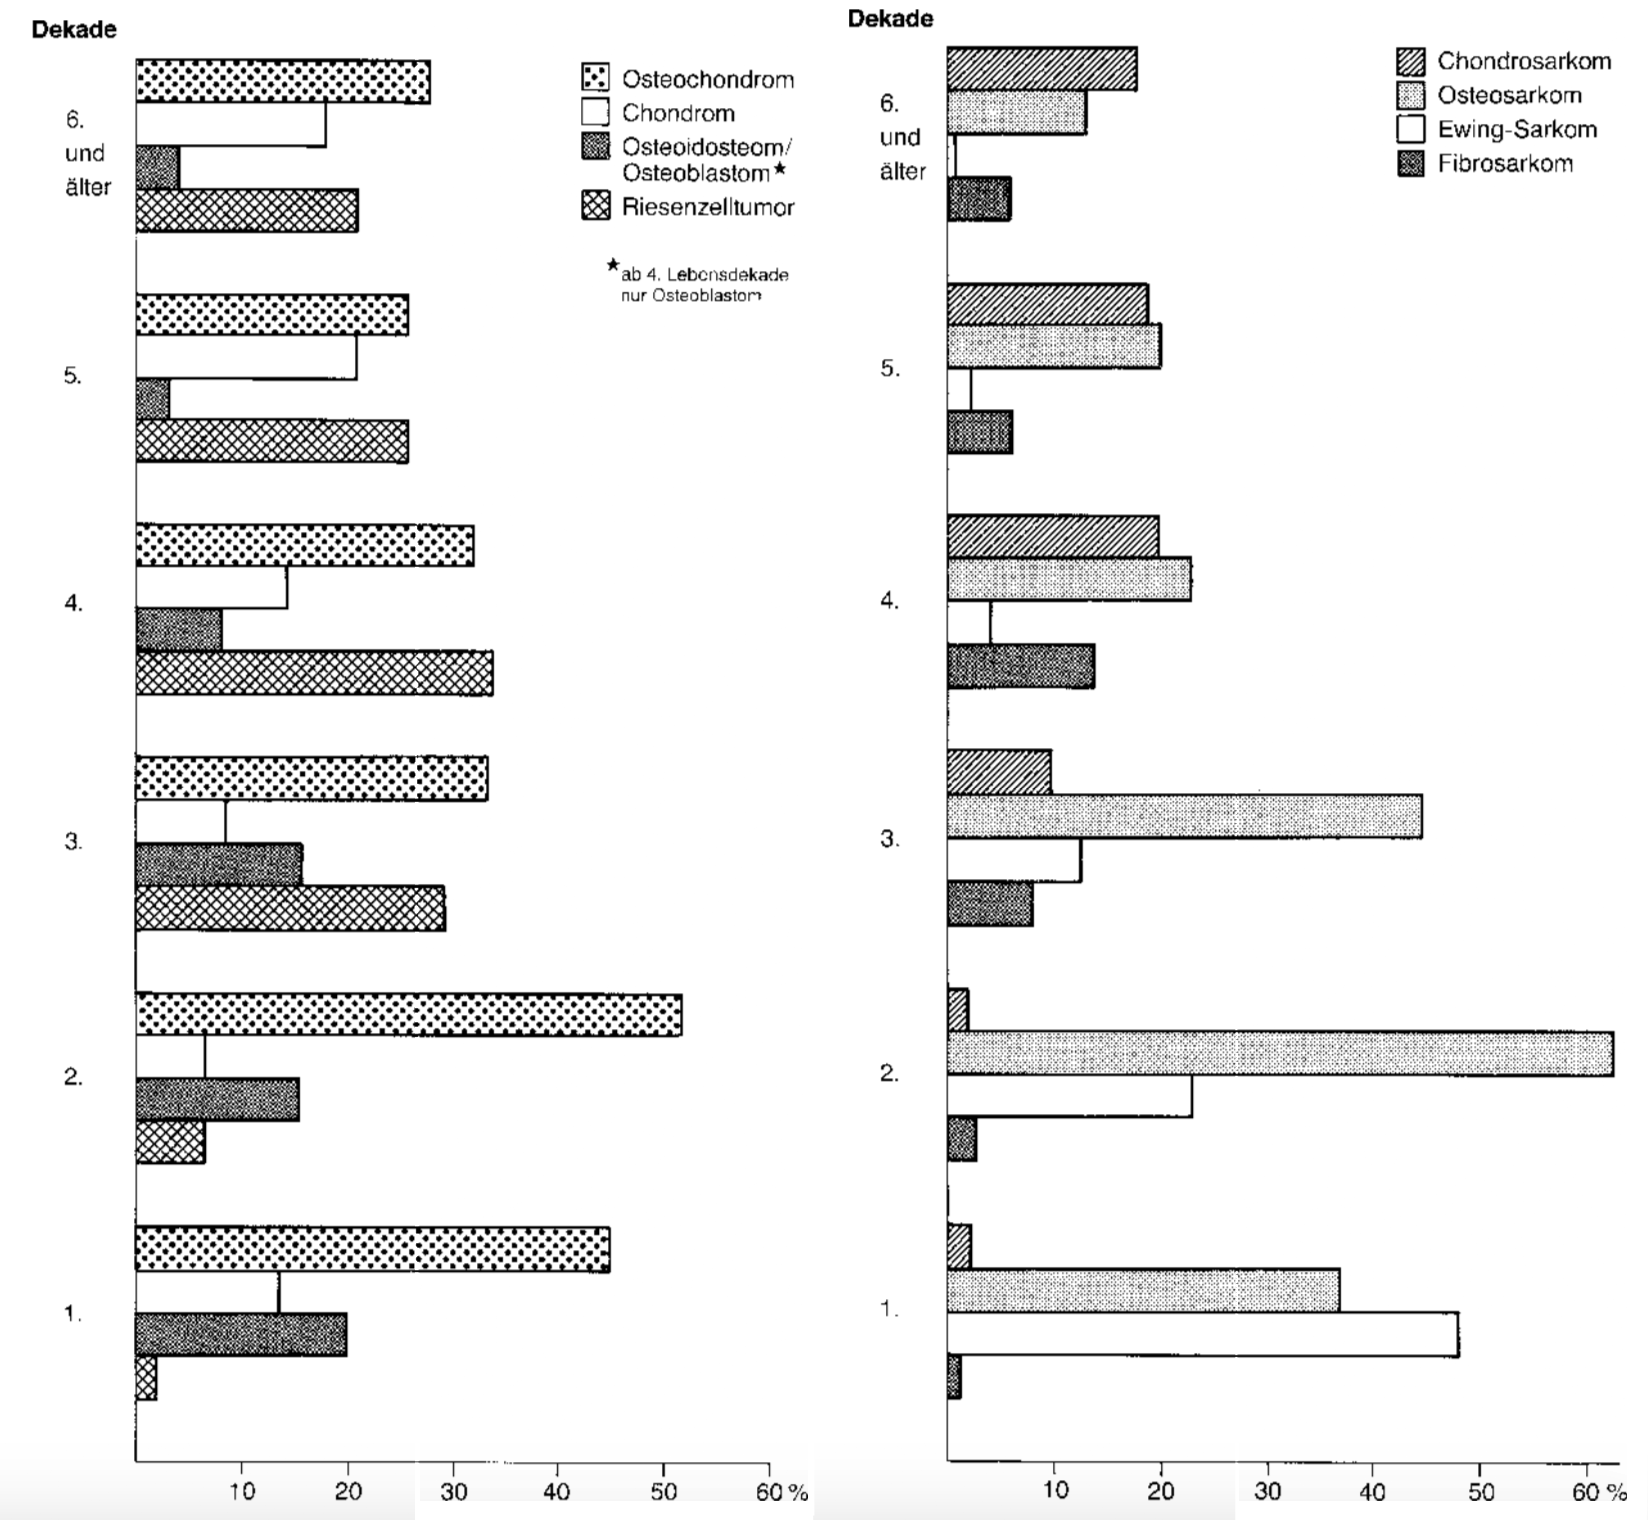 Dekade
6.
und
älter
5.
4.
3.
2.
1.
Osteochondrom
Chondrom
Osteoidosteom/
Osteoblastom★
Riesenzelltumor
★ab 4. Lebensdekade
nur Osteoblastom
10 20 30 40 50 60 %
Dekade
6.
und
älter
5.
4.
3.
2.
1.
Chondrosarkom
Osteosarkom
Ewing-Sarkom
Fibrosarkom
10 20 30 40 50 60 %